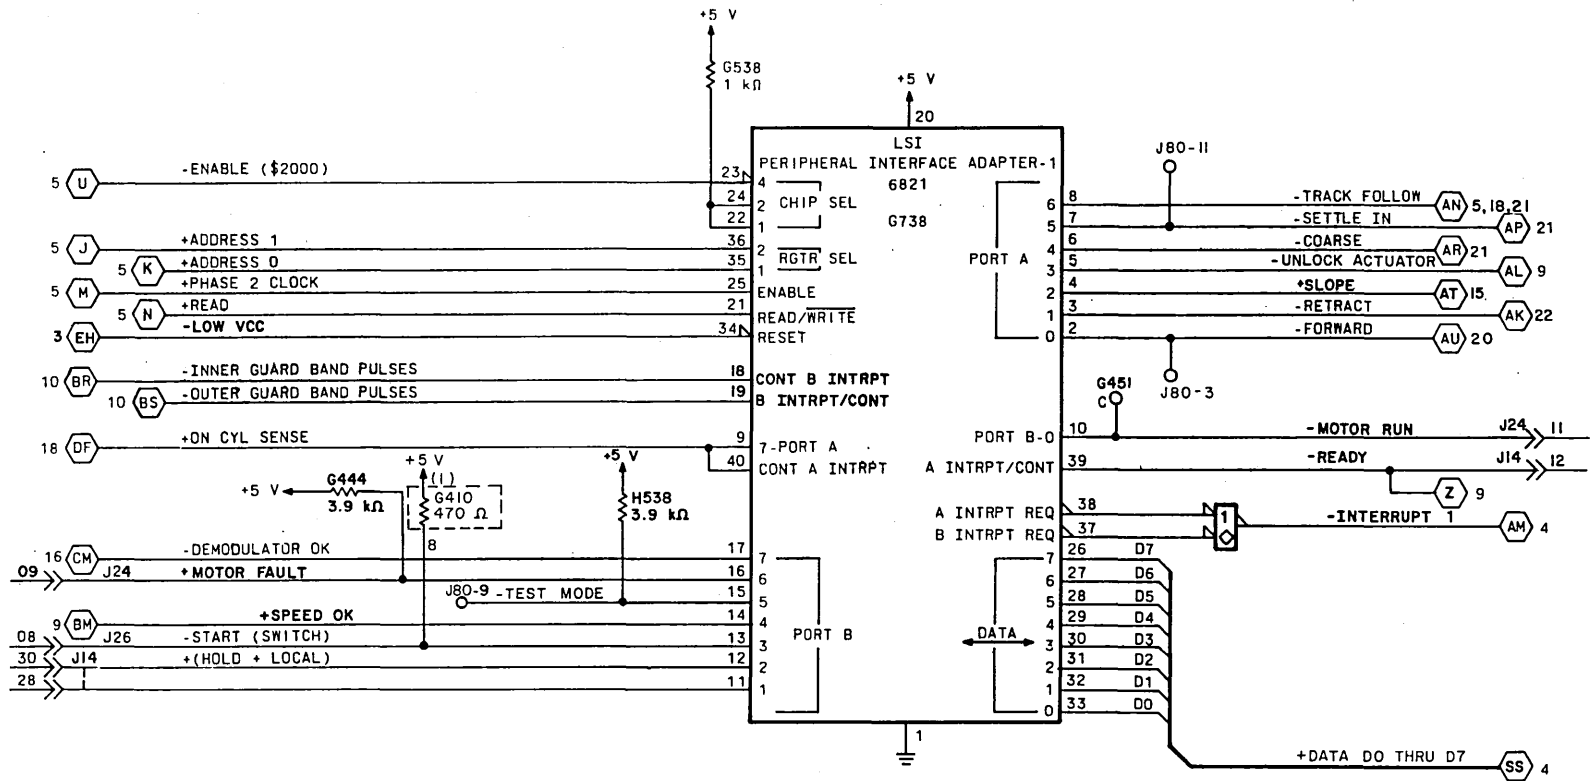 +5 V
G538
1 kΩ
+5 V
20
LSI
PERIPHERAL INTERFACE ADAPTER-1
6821
G738
5 U -ENABLE ($2000) 23 4
24 2 CHIP SEL
22 1
5 J +ADDRESS 1 36 2
RGTR SEL
5 K +ADDRESS 0 35 1
5 M +PHASE 2 CLOCK 25 ENABLE
5 N +READ 21 READ/WRITE
3 EH -LOW VCC 34 RESET
10 BR -INNER GUARD BAND PULSES 18 CONT B INTRPT
10 BS -OUTER GUARD BAND PULSES 19 B INTRPT/CONT
18 DF +ON CYL SENSE 9 7-PORT A
40 CONT A INTRPT
+5 V
G444
3.9 kΩ
+5 V
(1)
G410
470 Ω
8
+5 V
H538
3.9 kΩ
16 CM -DEMODULATOR OK 17 7
09 J24 +MOTOR FAULT 16 6
J80-9 -TEST MODE 15 5
9 BM +SPEED OK 14 4
08 J26 -START (SWITCH) 13 3
PORT B
30 J14 +(HOLD + LOCAL) 12 2
28 11 1
1
J80-11
PORT A
6 8 -TRACK FOLLOW AN 5,18,21
5 7 -SETTLE IN AP 21
4 6 -COARSE AR 21
3 5 -UNLOCK ACTUATOR AL 9
2 4 +SLOPE AT 15
1 3 -RETRACT AK 22
0 2 -FORWARD AU 20
J80-3
G451
C
PORT B-0 10 -MOTOR RUN J24 11
A INTRPT/CONT 39 -READY J14 12
Z 9
A INTRPT REQ 38
1
-INTERRUPT 1 AM 4
B INTRPT REQ 37
7 26 D7
6 27 D6
5 28 D5
4 29 D4
DATA
3 30 D3
2 31 D2
1 32 D1
0 33 D0
+DATA D0 THRU D7 SS 4